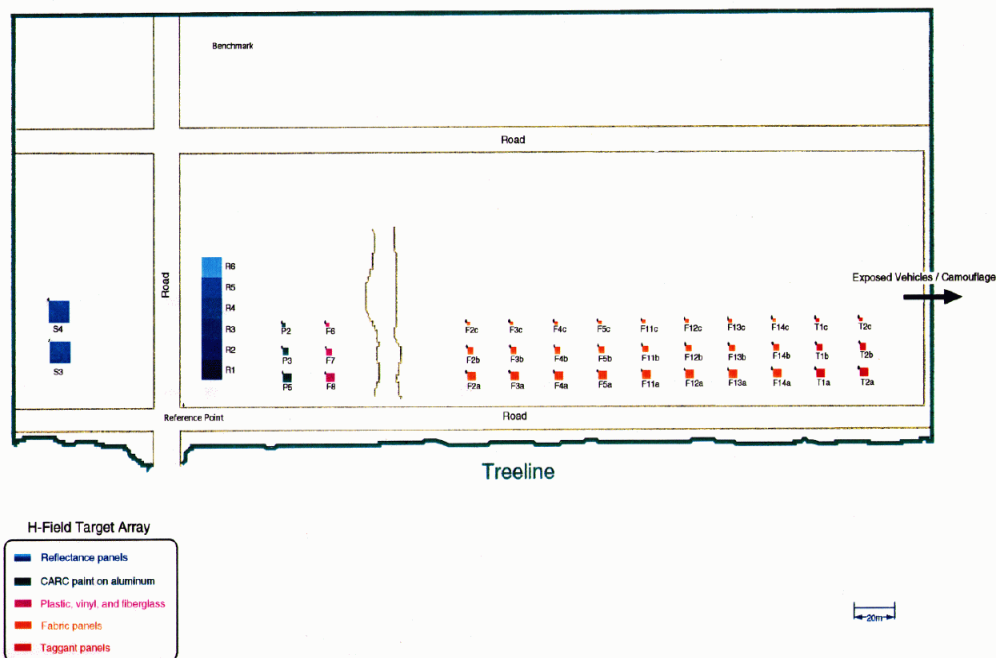 Benchmark
Road
Road
Exposed Vehicles / Camouflage
R6
R5
R4
R3
R2
R1
S4
S3
P2 F6 F2c F3c F4c F5c F11c F12c F13c F14c T1c T2c
P3 F7 F2b F3b F4b F5b F11b F12b F13b F14b T1b T2b
P5 F8 F2a F3a F4a F5a F11a F12a F13a F14a T1a T2a
Reference Point
Road
Treeline
H-Field Target Array
Reflectance panels
CARC paint on aluminum
Plastic, vinyl, and fiberglass
Fabric panels
Taggant panels
20m